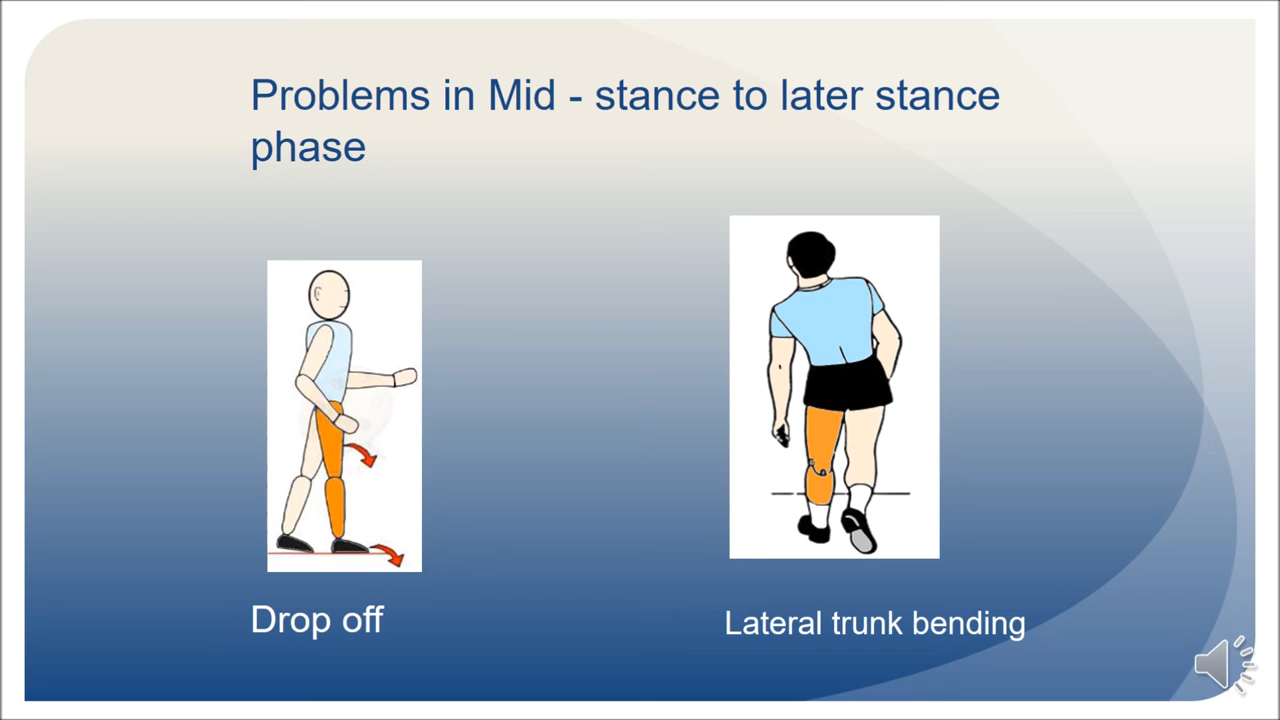 Problems in Mid - stance to later stance
phase
Drop off
Lateral trunk bending